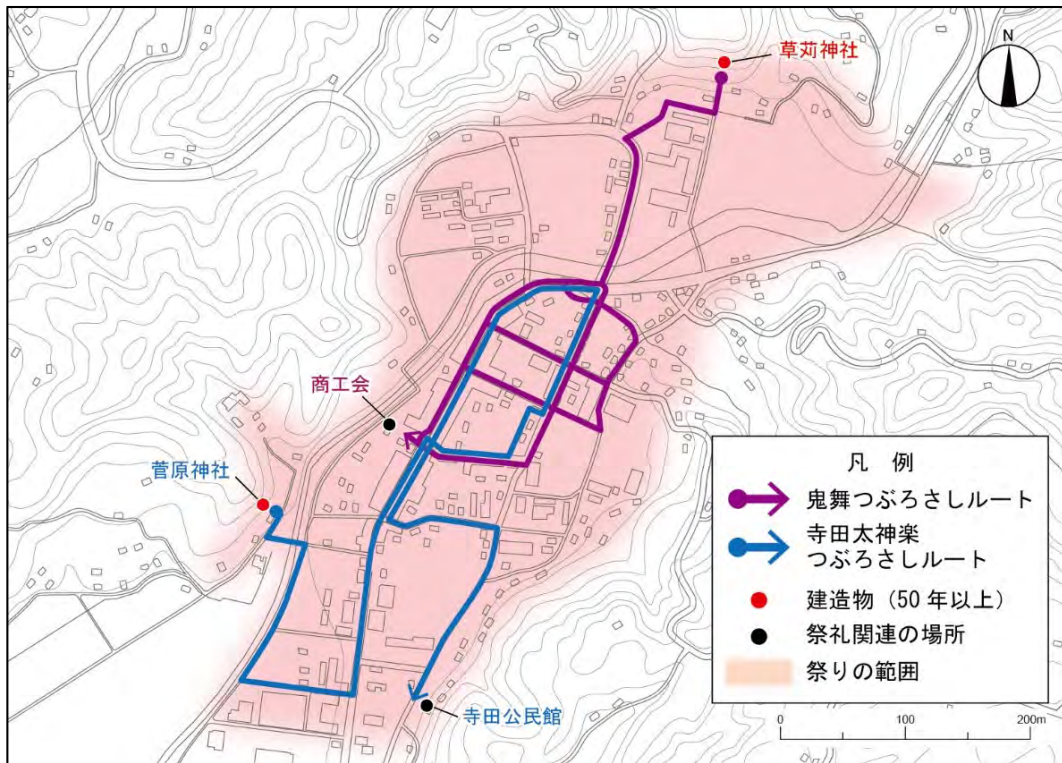 草苅神社
N
商工会
菅原神社
寺田公民館
凡 例
鬼舞つぶろさしルート
寺田太神楽
つぶろさしルート
建造物（50年以上）
祭礼関連の場所
祭りの範囲
0 100 200m